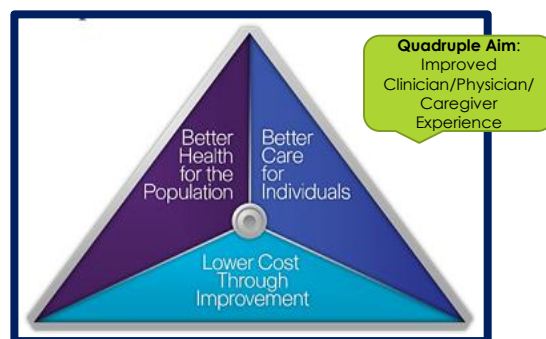 Quadruple Aim:
Improved
Clinician/Physician/
Caregiver
Experience
Better
Health
for the
Population
Better
Care
for
Individuals
Lower Cost
Through
Improvement